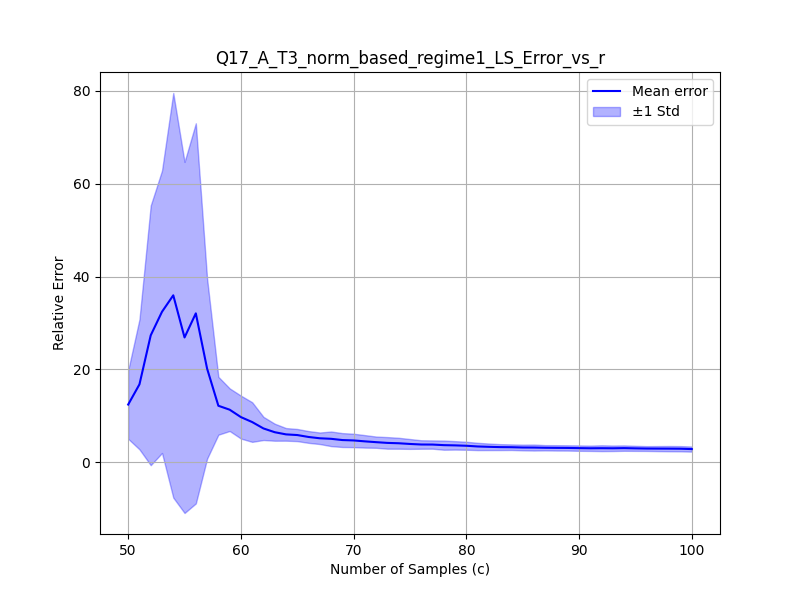 Q17_A_T3_norm_based_regime1_LS_Error_vs_r
Mean error
±1 Std
80
60
40
20
0
Relative Error
50
60
70
80
90
100
Number of Samples (c)